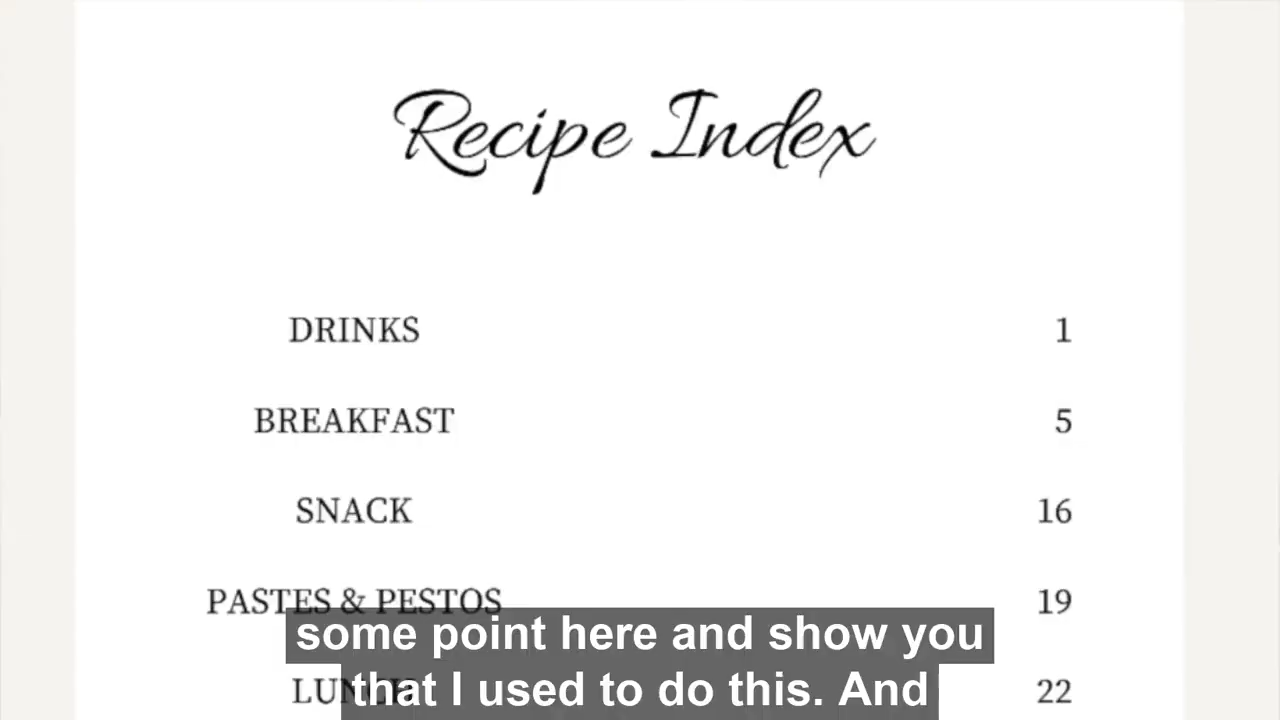 Recipe Index
DRINKS 1
BREAKFAST 5
SNACK 16
PASTES & PESTOS 19
LUNCH 22
some point here and show you
that I used to do this. And